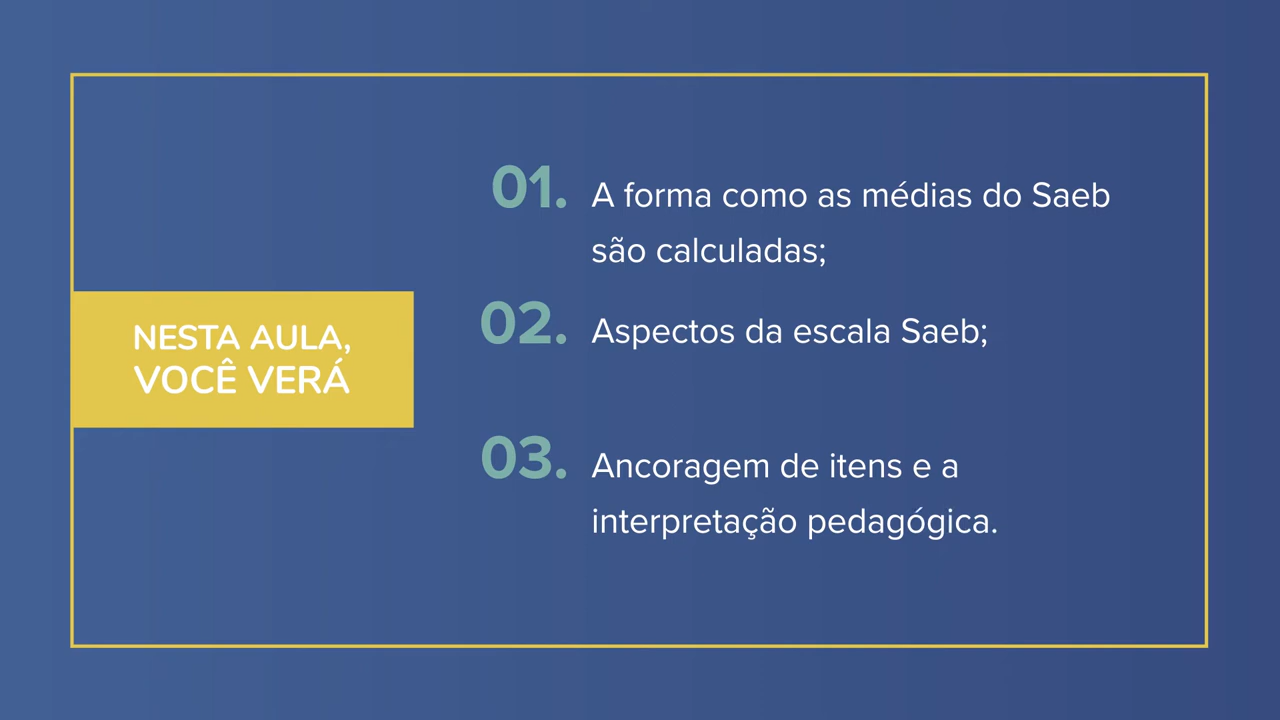 NESTA AULA,
VOCÊ VERÁ
01. A forma como as médias do Saeb
são calculadas;
02. Aspectos da escala Saeb;
03. Ancoragem de itens e a
interpretação pedagógica.